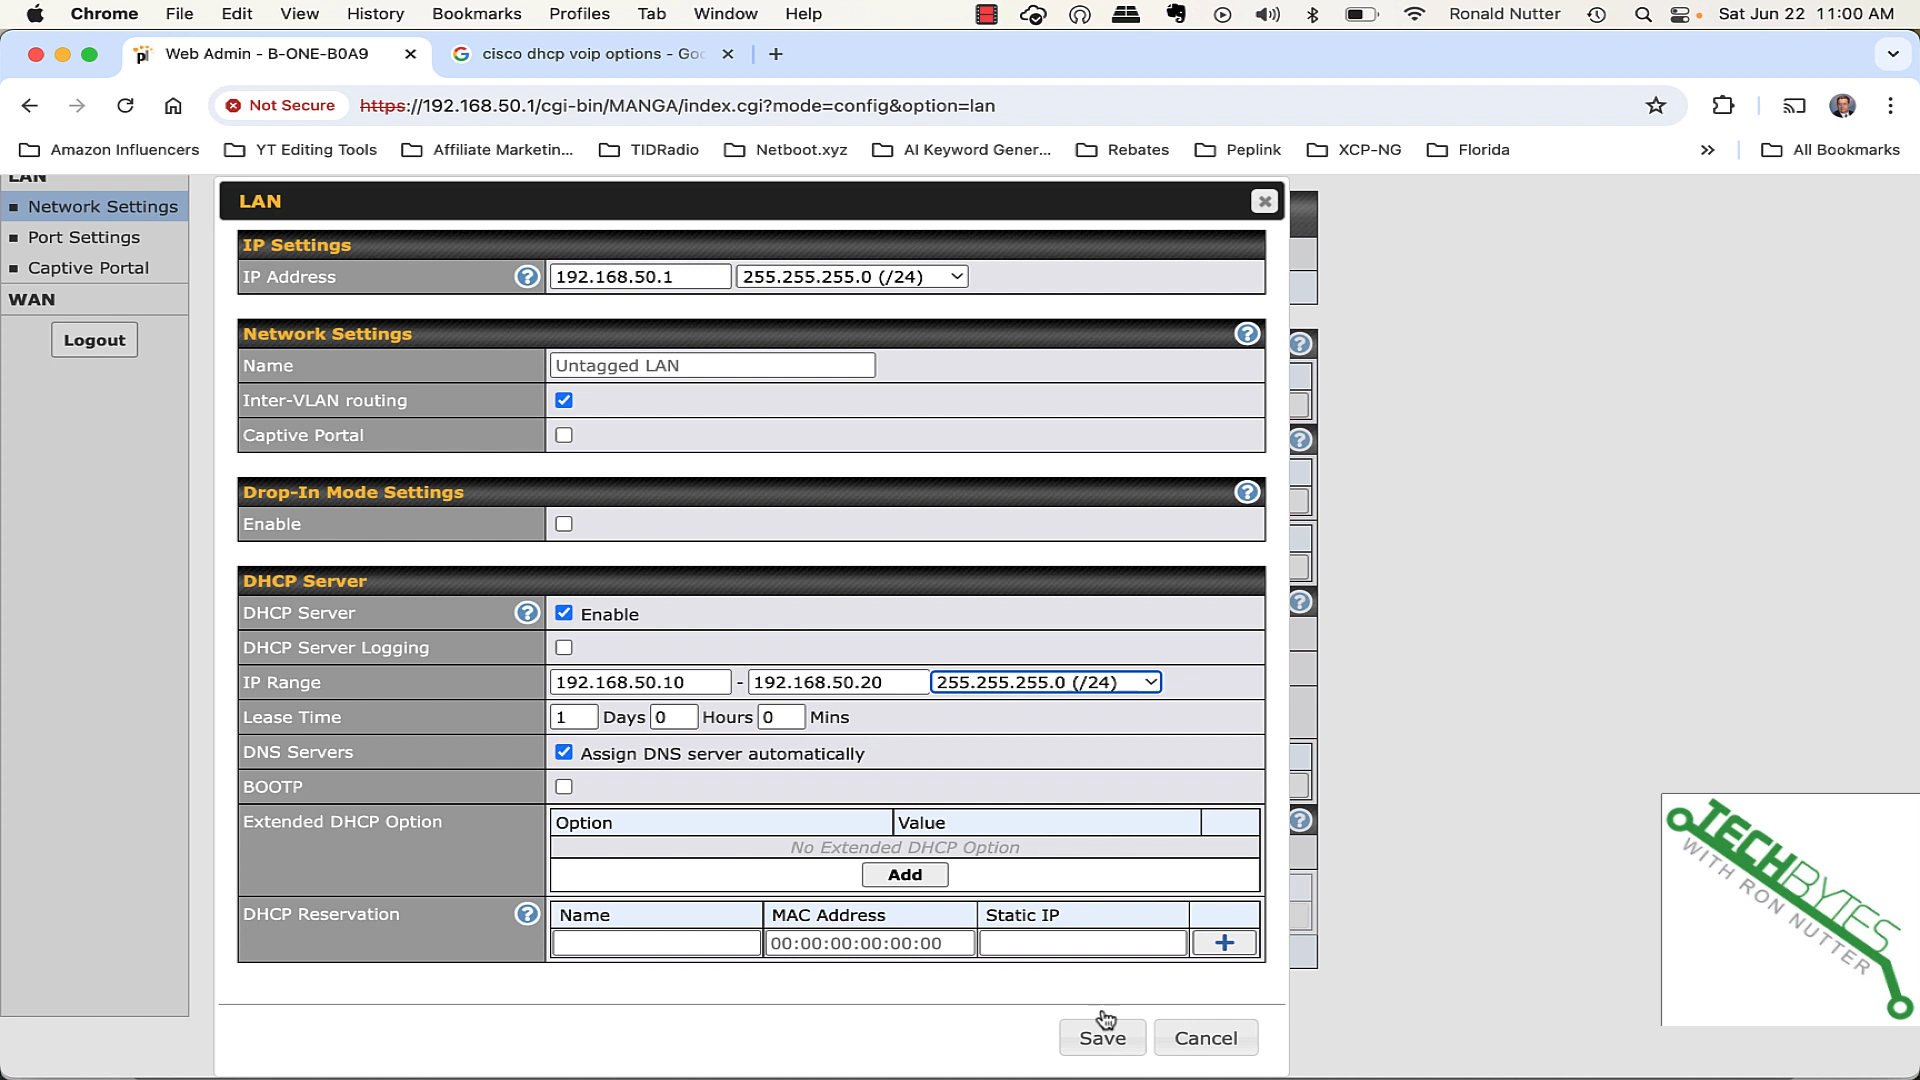 Chrome File Edit View History Bookmarks Profiles Tab Window Help Ronald Nutter Sat Jun 22 11:00 AM
pi Web Admin - B-ONE-B0A9 cisco dhcp voip options - Goo
Not Secure https://192.168.50.1/cgi-bin/MANGA/index.cgi?mode=config&option=lan
Amazon Influencers YT Editing Tools Affiliate Marketin... TIDRadio Netboot.xyz AI Keyword Gener... Rebates Peplink XCP-NG Florida » All Bookmarks
LAN
Network Settings
Port Settings
Captive Portal
WAN
Logout
LAN
IP Settings
IP Address ? 192.168.50.1 255.255.255.0 (/24)
Network Settings ?
Name Untagged LAN
Inter-VLAN routing
Captive Portal
Drop-In Mode Settings ?
Enable
DHCP Server
DHCP Server ? Enable
DHCP Server Logging
IP Range 192.168.50.10 - 192.168.50.20 255.255.255.0 (/24)
Lease Time 1 Days 0 Hours 0 Mins
DNS Servers Assign DNS server automatically
BOOTP
Extended DHCP Option Option Value
No Extended DHCP Option
Add
DHCP Reservation ? Name MAC Address Static IP
00:00:00:00:00:00 +
Save Cancel
?
?
?
?
TECHBYTES
WITH RON NUTTER